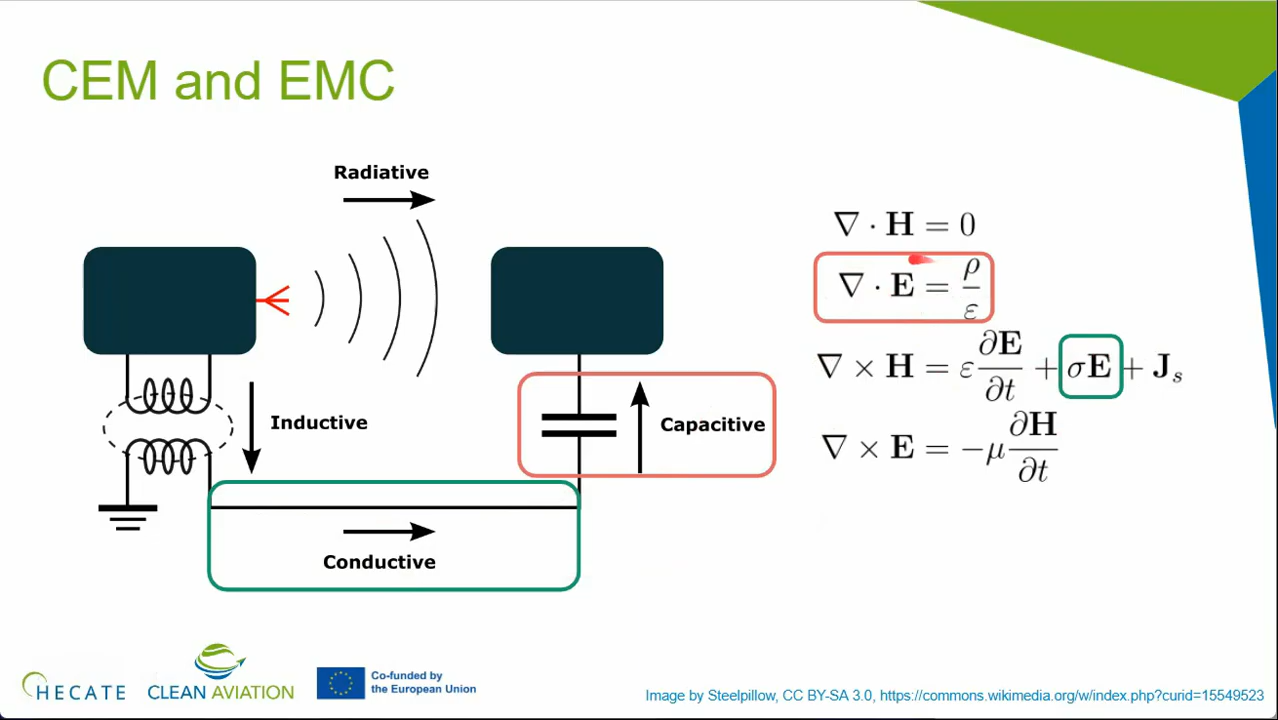 CEM and EMC
Radiative
Inductive
Capacitive
Conductive
∇ · H = 0
∇ · E = ρ/ε
∇ × H = ε ∂E/∂t + σE + J_s
∇ × E = −μ ∂H/∂t
HECATE
CLEAN AVIATION
Co-funded by
the European Union
Image by Steelpillow, CC BY-SA 3.0, https://commons.wikimedia.org/w/index.php?curid=15549523